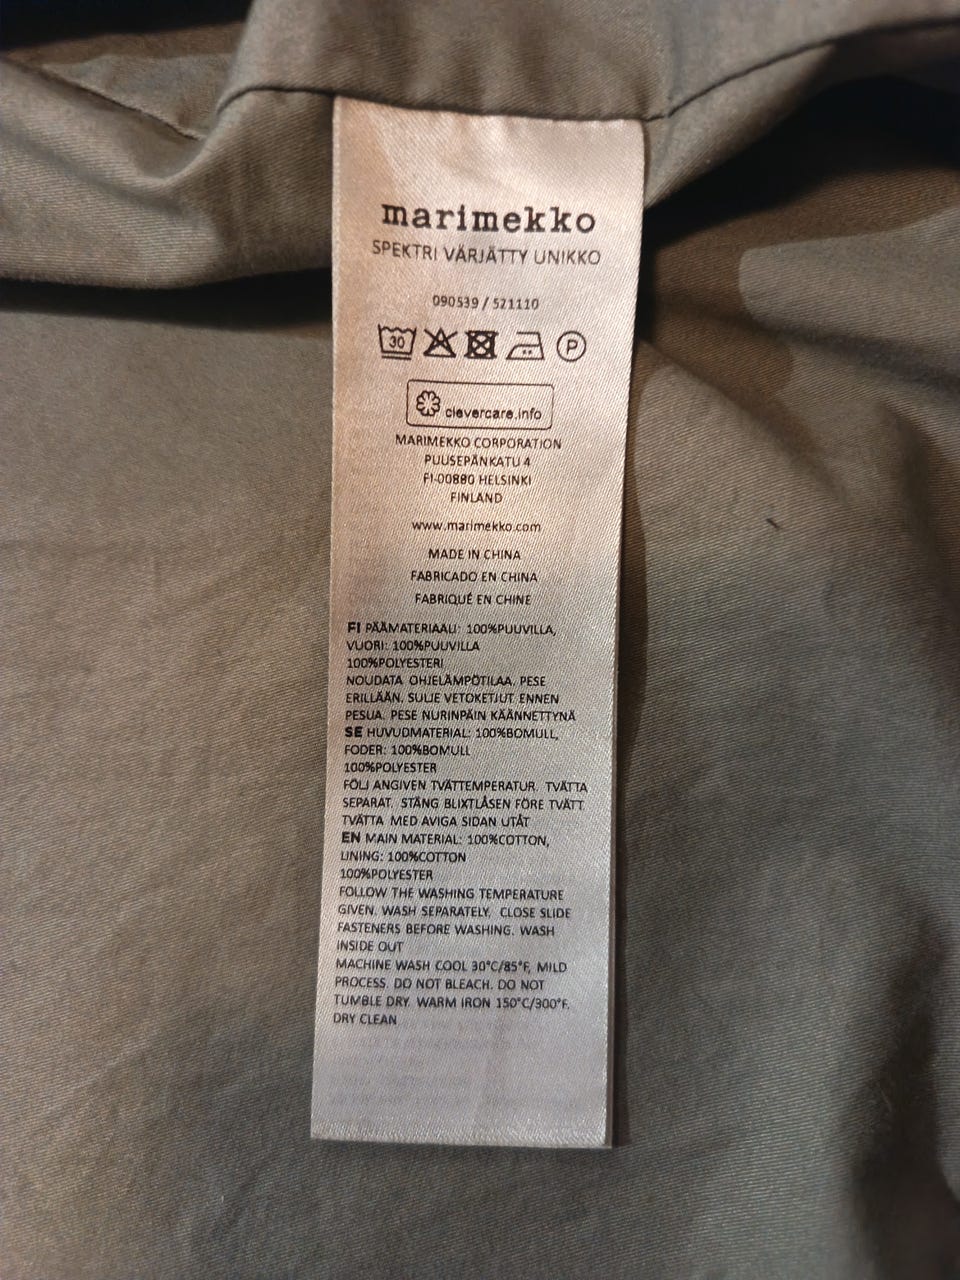 marimekko
SPEKTRI VÄRJÄTTY UNIKKO
090539 / 521110
30
P
clevercare.info
MARIMEKKO CORPORATION
PUUSEPÄNKATU 4
FI-00880 HELSINKI
FINLAND
www.marimekko.com
MADE IN CHINA
FABRICADO EN CHINA
FABRIQUÉ EN CHINE
FI PÄÄMATERIAALI: 100%PUUVILLA,
VUORI: 100%PUUVILLA
100%POLYESTERI
NOUDATA OHJELÄMPÖTILAA. PESE
ERILLÄÄN. SULJE VETOKETJUT ENNEN
PESUA. PESE NURINPÄIN KÄÄNNETTYNÄ
SE HUVUDMATERIAL: 100%BOMULL,
FODER: 100%BOMULL
100%POLYESTER
FÖLJ ANGIVEN TVÄTTEMPERATUR. TVÄTTA
SEPARAT. STÄNG BLIXTLÅSEN FÖRE TVÄTT.
TVÄTTA MED AVIGA SIDAN UTÅT
EN MAIN MATERIAL: 100%COTTON,
LINING: 100%COTTON
100%POLYESTER
FOLLOW THE WASHING TEMPERATURE
GIVEN. WASH SEPARATELY. CLOSE SLIDE
FASTENERS BEFORE WASHING. WASH
INSIDE OUT
MACHINE WASH COOL 30°C/85°F, MILD
PROCESS. DO NOT BLEACH. DO NOT
TUMBLE DRY. WARM IRON 150°C/300°F.
DRY CLEAN